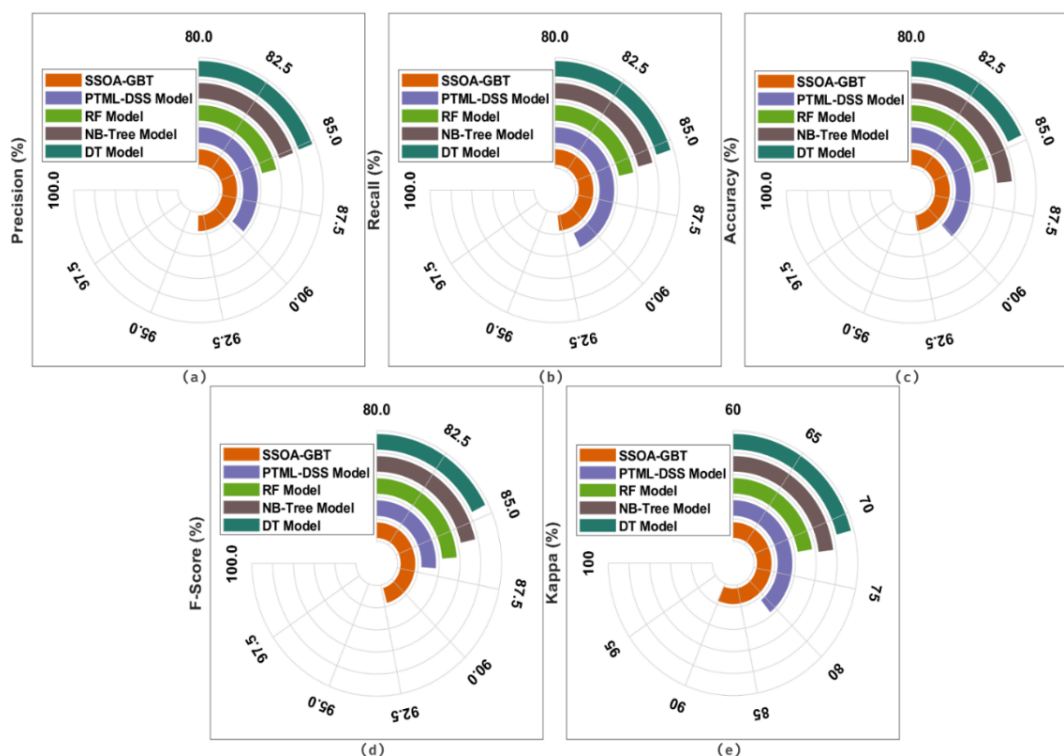 80.0
82.5
85.0
87.5
90.0
92.5
95.0
97.5
100.0
Precision (%)
SSOA-GBT
PTML-DSS Model
RF Model
NB-Tree Model
DT Model
(a)
80.0
82.5
85.0
87.5
90.0
92.5
95.0
97.5
100.0
Recall (%)
SSOA-GBT
PTML-DSS Model
RF Model
NB-Tree Model
DT Model
(b)
80.0
82.5
85.0
87.5
90.0
92.5
95.0
97.5
100.0
Accuracy (%)
SSOA-GBT
PTML-DSS Model
RF Model
NB-Tree Model
DT Model
(c)
80.0
82.5
85.0
87.5
90.0
92.5
95.0
97.5
100.0
F-Score (%)
SSOA-GBT
PTML-DSS Model
RF Model
NB-Tree Model
DT Model
(d)
60
65
70
75
80
85
90
95
100
Kappa (%)
SSOA-GBT
PTML-DSS Model
RF Model
NB-Tree Model
DT Model
(e)